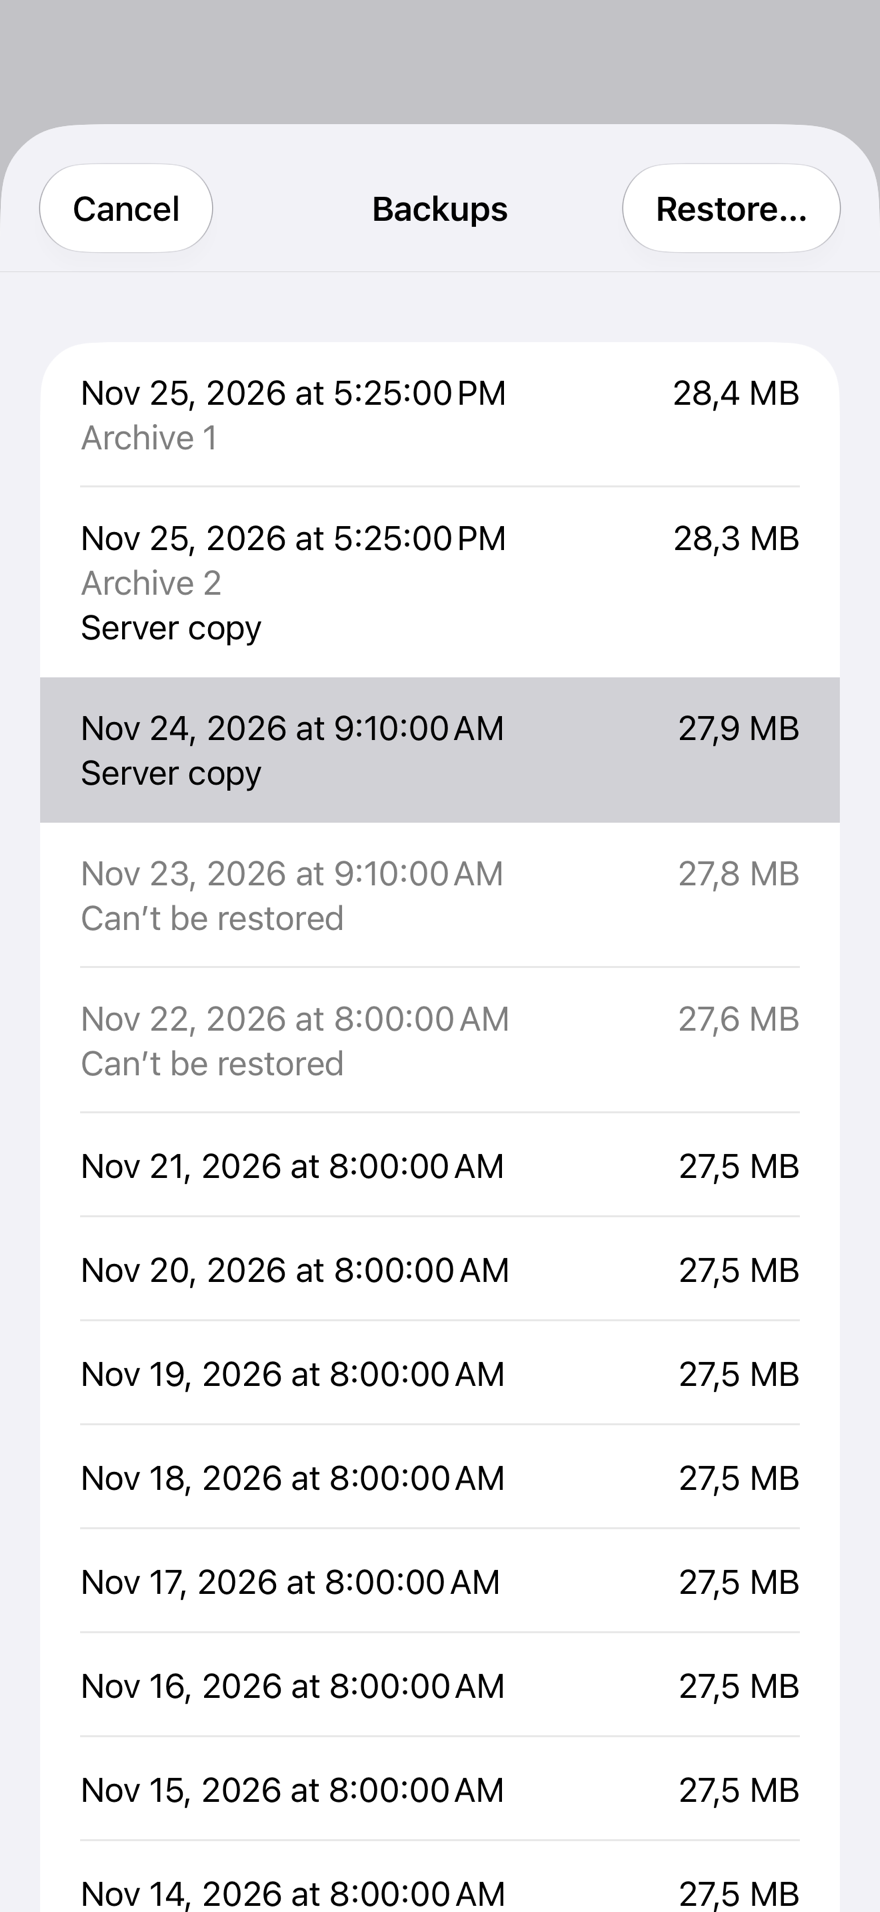 Cancel
Backups
Restore...
Nov 25, 2026 at 5:25:00 PM 28,4 MB
Archive 1
Nov 25, 2026 at 5:25:00 PM 28,3 MB
Archive 2
Server copy
Nov 24, 2026 at 9:10:00 AM 27,9 MB
Server copy
Nov 23, 2026 at 9:10:00 AM 27,8 MB
Can’t be restored
Nov 22, 2026 at 8:00:00 AM 27,6 MB
Can’t be restored
Nov 21, 2026 at 8:00:00 AM 27,5 MB
Nov 20, 2026 at 8:00:00 AM 27,5 MB
Nov 19, 2026 at 8:00:00 AM 27,5 MB
Nov 18, 2026 at 8:00:00 AM 27,5 MB
Nov 17, 2026 at 8:00:00 AM 27,5 MB
Nov 16, 2026 at 8:00:00 AM 27,5 MB
Nov 15, 2026 at 8:00:00 AM 27,5 MB
Nov 14, 2026 at 8:00:00 AM 27,5 MB